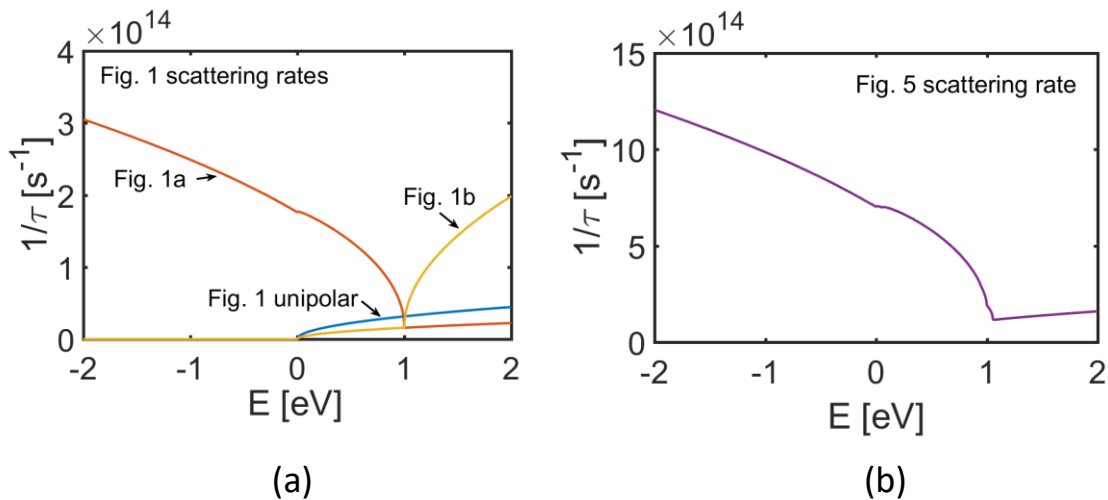 ×10^14
4
3
2
1
0
1/τ [s^-1]
Fig. 1 scattering rates
Fig. 1a
Fig. 1b
Fig. 1 unipolar
-2 -1 0 1 2
E [eV]
(a)
×10^14
15
10
5
0
1/τ [s^-1]
Fig. 5 scattering rate
-2 -1 0 1 2
E [eV]
(b)